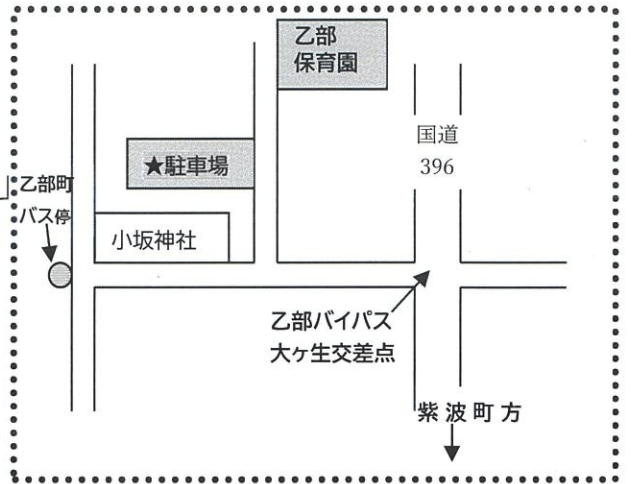 乙部
保育園
国道
396
★駐車場
乙部町
バス停
小坂神社
乙部バイパス
大ヶ生交差点
紫波町方